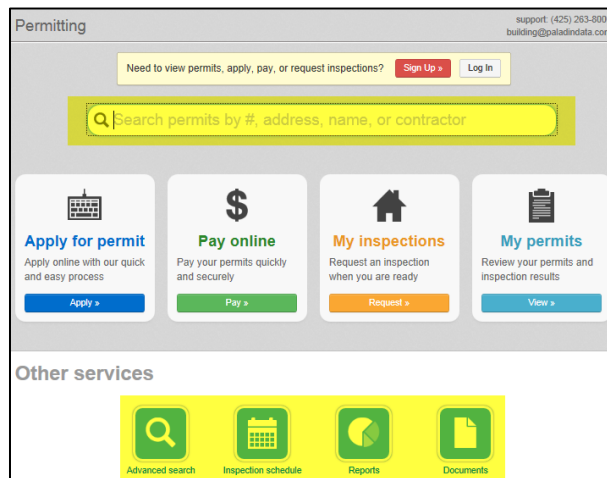 Permitting
support: (425) 263-800
building@paladindata.com
Need to view permits, apply, pay, or request inspections? Sign Up » Log In
Search permits by #, address, name, or contractor
Apply for permit
Apply online with our quick
and easy process
Apply »
Pay online
Pay your permits quickly
and securely
Pay »
My inspections
Request an inspection
when you are ready
Request »
My permits
Review your permits and
inspection results
View »
Other services
Advanced search
Inspection schedule
Reports
Documents